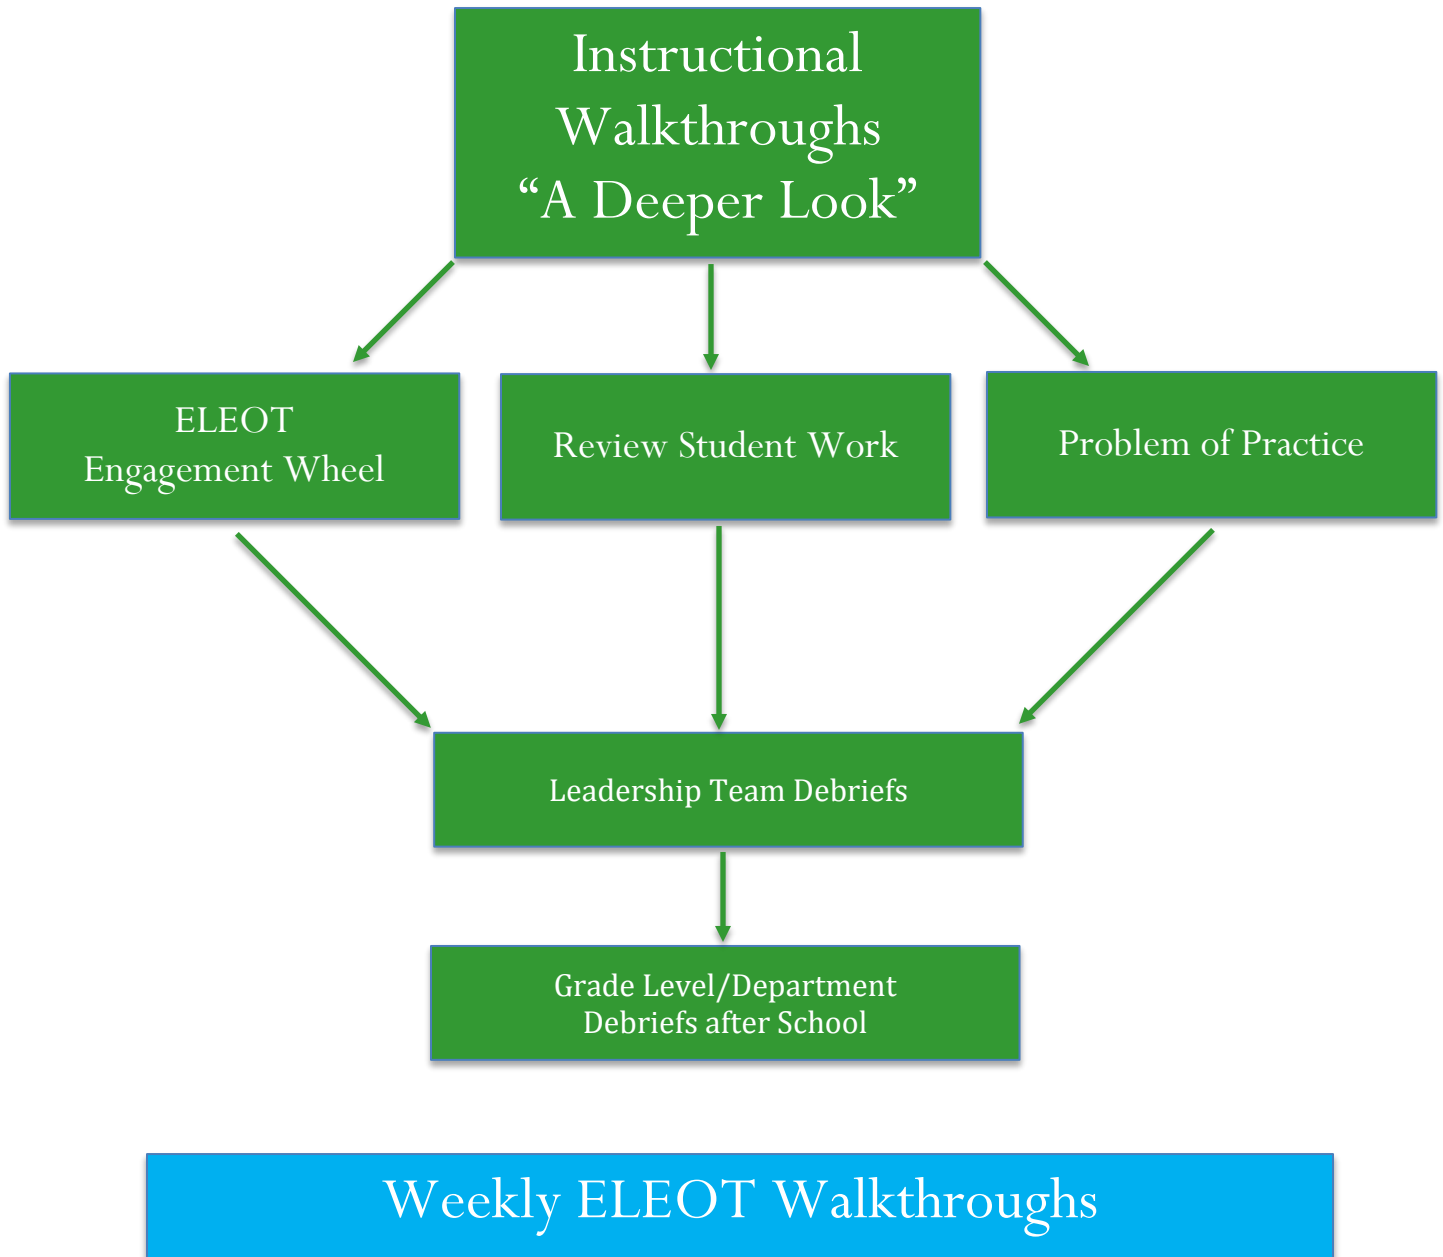 Instructional
Walkthroughs
“A Deeper Look”
ELEOT
Engagement Wheel
Review Student Work
Problem of Practice
Leadership Team Debriefs
Grade Level/Department
Debriefs after School
Weekly ELEOT Walkthroughs